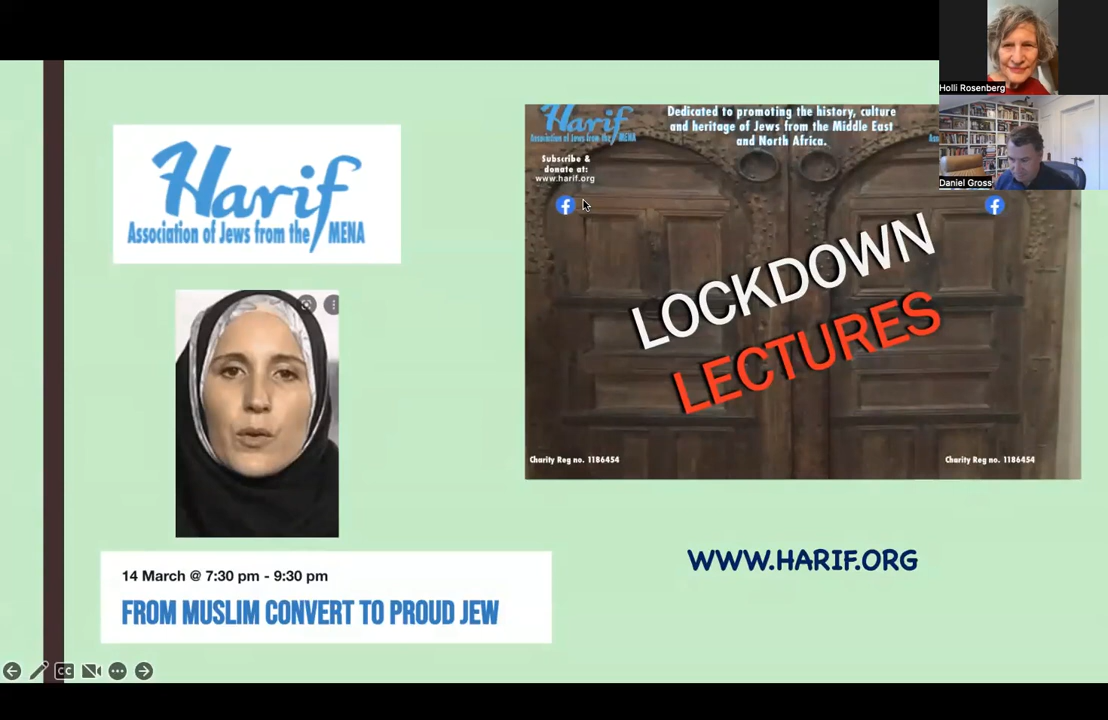 Holli Rosenberg
Daniel Gross
Harif
Association of Jews from the MENA
Harif
Association of Jews from the MENA
Subscribe &
donate at:
www.harif.org
Dedicated to promoting the history, culture
and heritage of Jews from the Middle East
and North Africa.
LOCKDOWN
LECTURES
Charity Reg no. 1186454
Charity Reg no. 1186454
14 March @ 7:30 pm - 9:30 pm
FROM MUSLIM CONVERT TO PROUD JEW
WWW.HARIF.ORG
CC